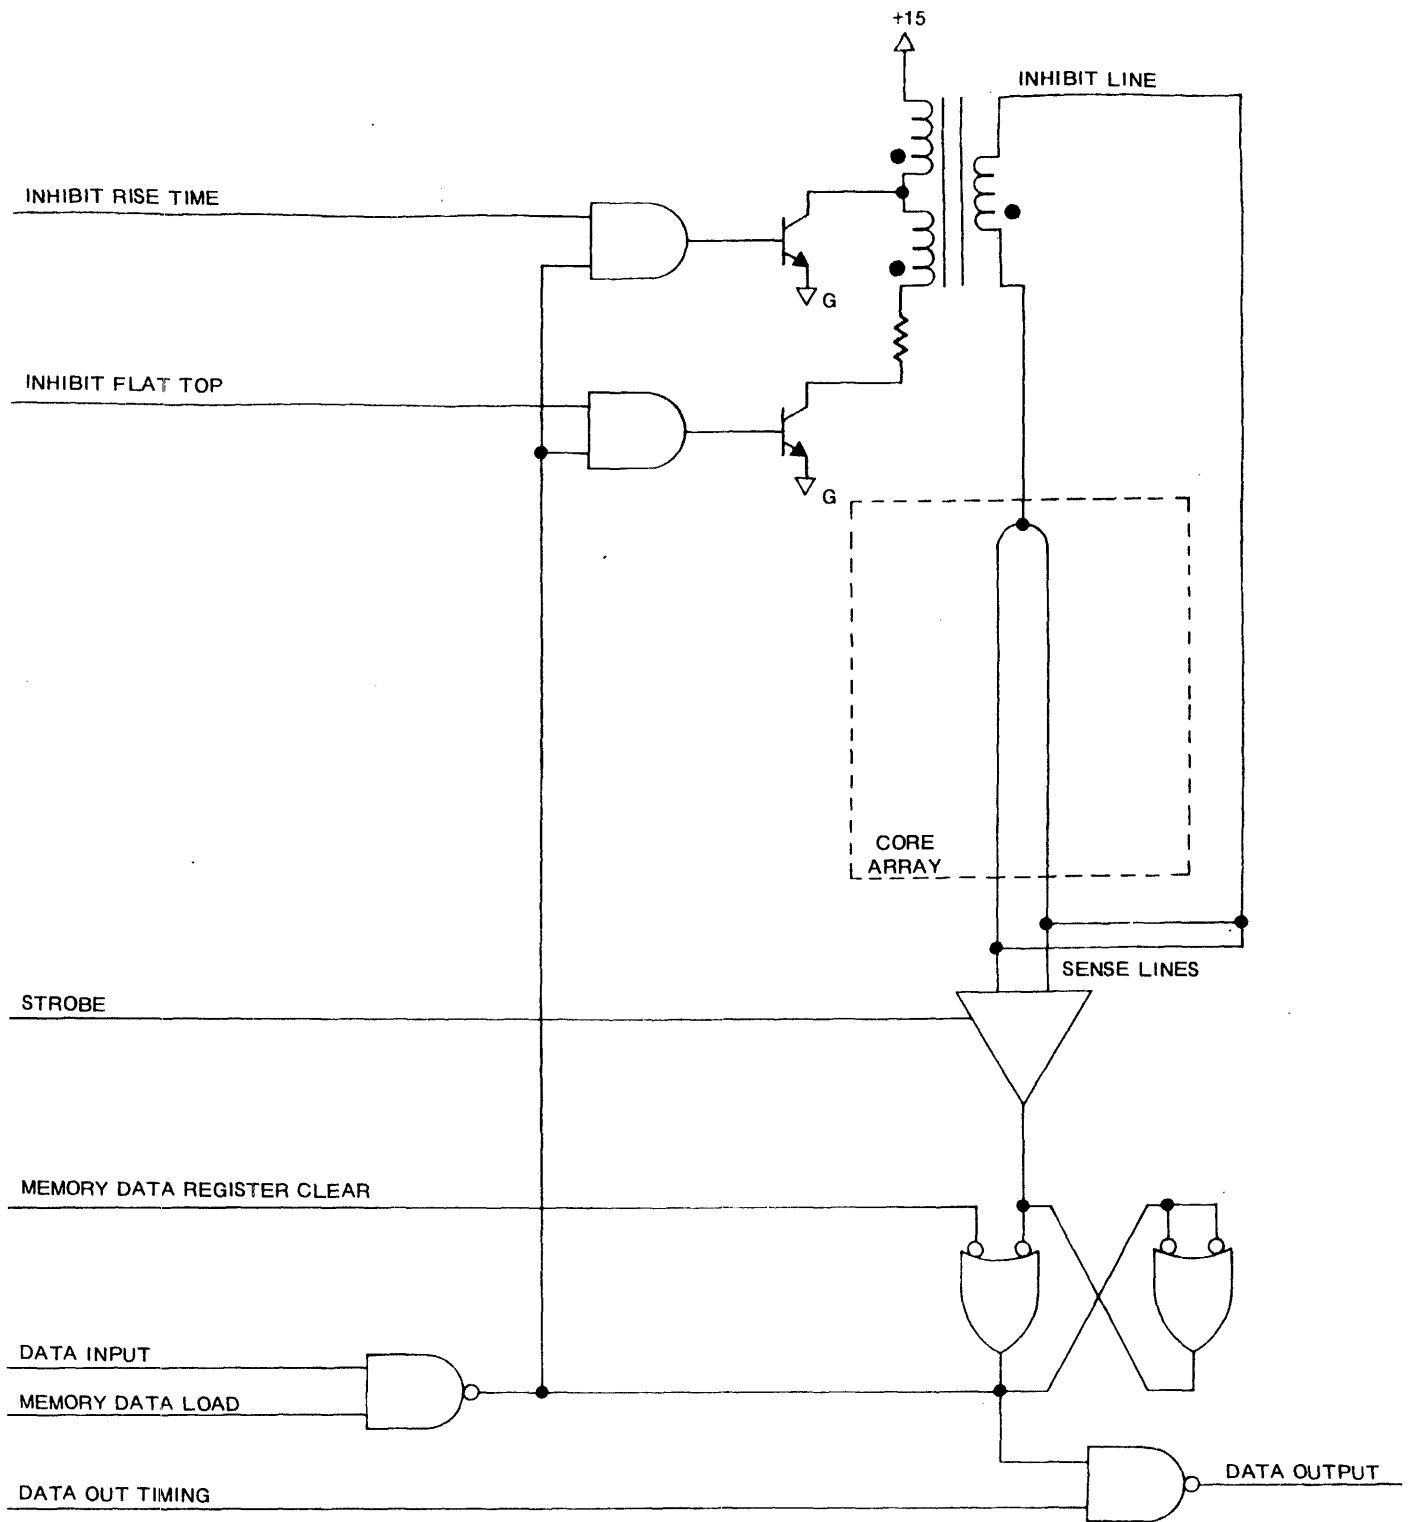 +15
INHIBIT LINE
INHIBIT RISE TIME
G
INHIBIT FLAT TOP
G
CORE
ARRAY
SENSE LINES
STROBE
MEMORY DATA REGISTER CLEAR
DATA INPUT
MEMORY DATA LOAD
DATA OUTPUT
DATA OUT TIMING